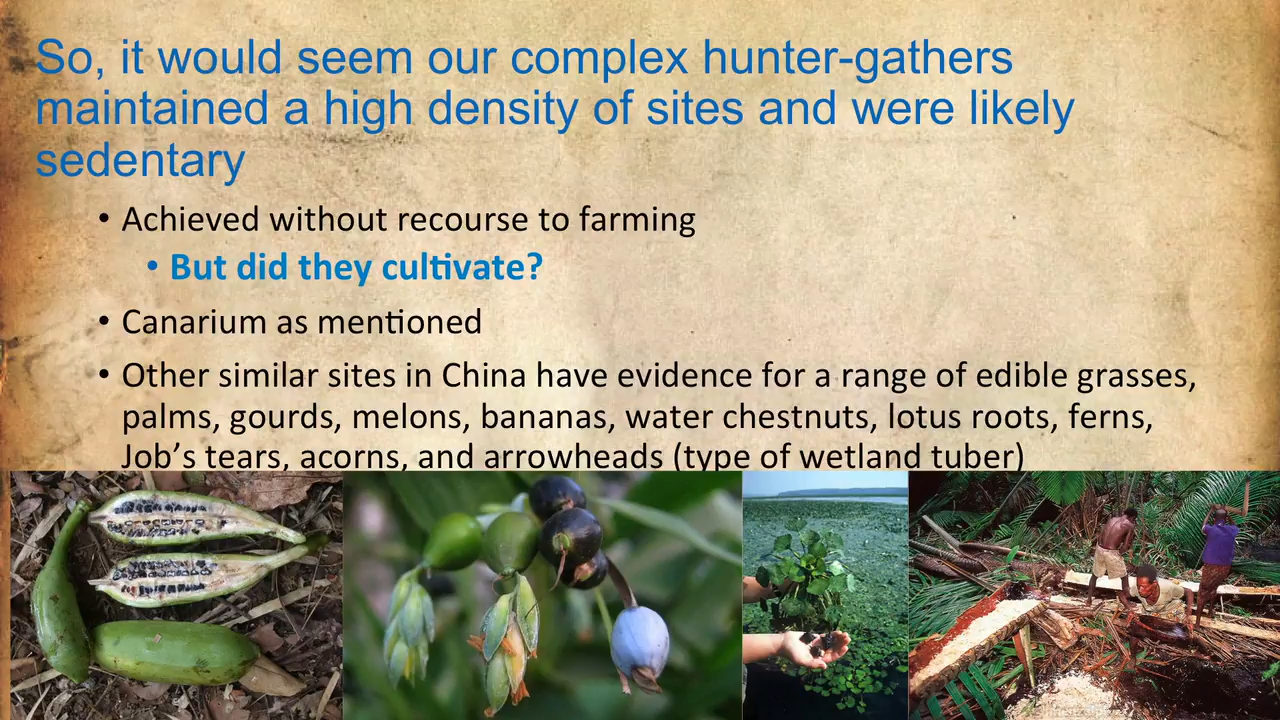 So, it would seem our complex hunter-gathers
maintained a high density of sites and were likely
sedentary
• Achieved without recourse to farming
• But did they cultivate?
• Canarium as mentioned
• Other similar sites in China have evidence for a range of edible grasses,
palms, gourds, melons, bananas, water chestnuts, lotus roots, ferns,
Job’s tears, acorns, and arrowheads (type of wetland tuber)